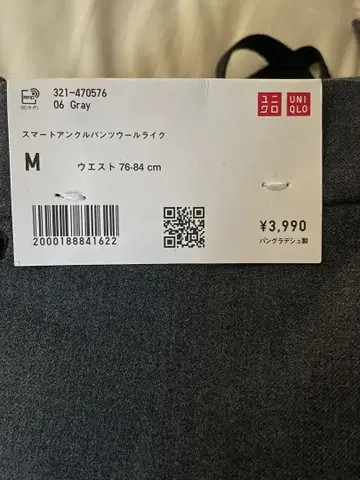 321-470576
06 Gray
ユニクロ
UNIQLO
スマートアンクルパンツウールライク
M
ウエスト 76-84 cm
2000188841622
¥3,990
バングラデシュ製